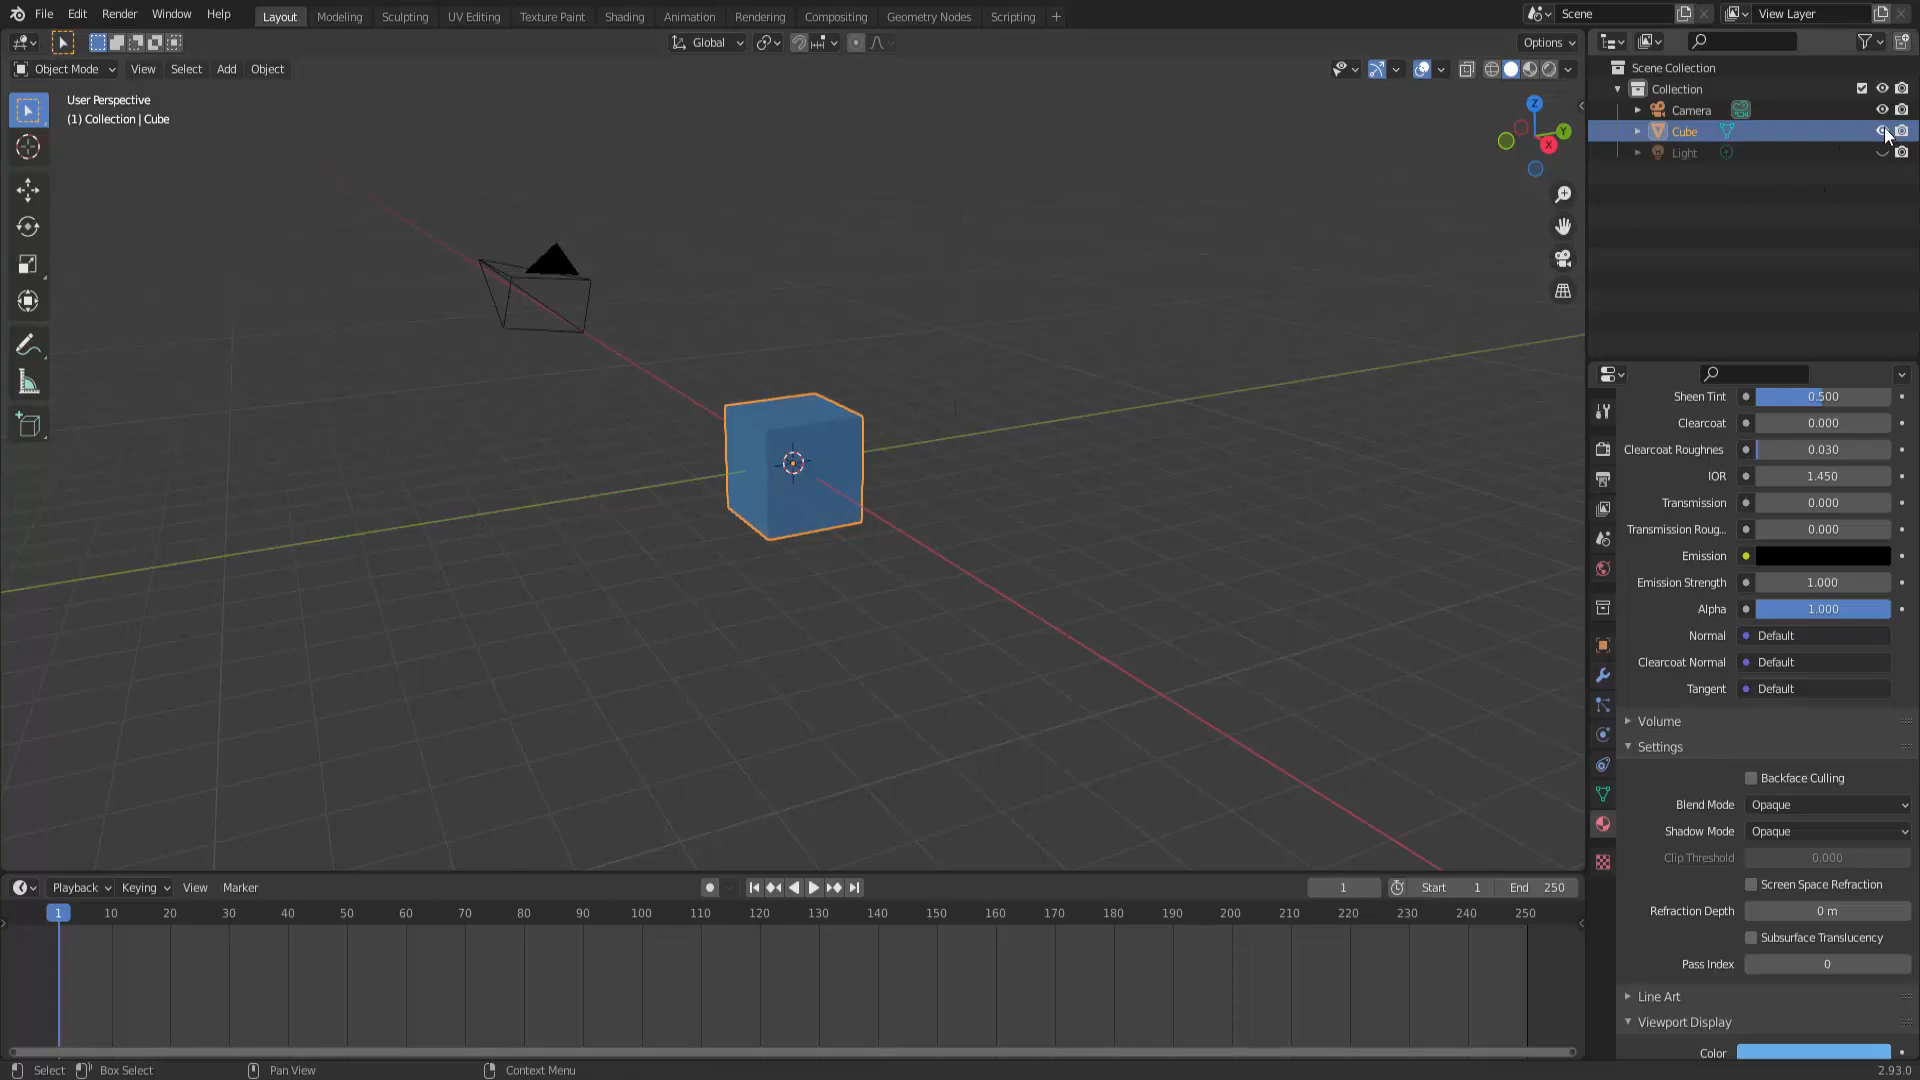 File Edit Render Window Help Layout Modeling Sculpting UV Editing Texture Paint Shading Animation Rendering Compositing Geometry Nodes Scripting + Scene View Layer
Global Options
Object Mode View Select Add Object
User Perspective
(1) Collection | Cube
Z
Y
X
Scene Collection
Collection
Camera
Cube
Light
Sheen Tint 0.500
Clearcoat 0.000
Clearcoat Roughnes 0.030
IOR 1.450
Transmission 0.000
Transmission Roug... 0.000
Emission
Emission Strength 1.000
Alpha 1.000
Normal Default
Clearcoat Normal Default
Tangent Default
Volume
Settings
Backface Culling
Blend Mode Opaque
Shadow Mode Opaque
Clip Threshold 0.000
Screen Space Refraction
Refraction Depth 0 m
Subsurface Translucency
Pass Index 0
Line Art
Viewport Display
Color
Playback Keying View Marker 1 Start 1 End 250
1 10 20 30 40 50 60 70 80 90 100 110 120 130 140 150 160 170 180 190 200 210 220 230 240 250
Select Box Select Pan View Context Menu 2.93.0